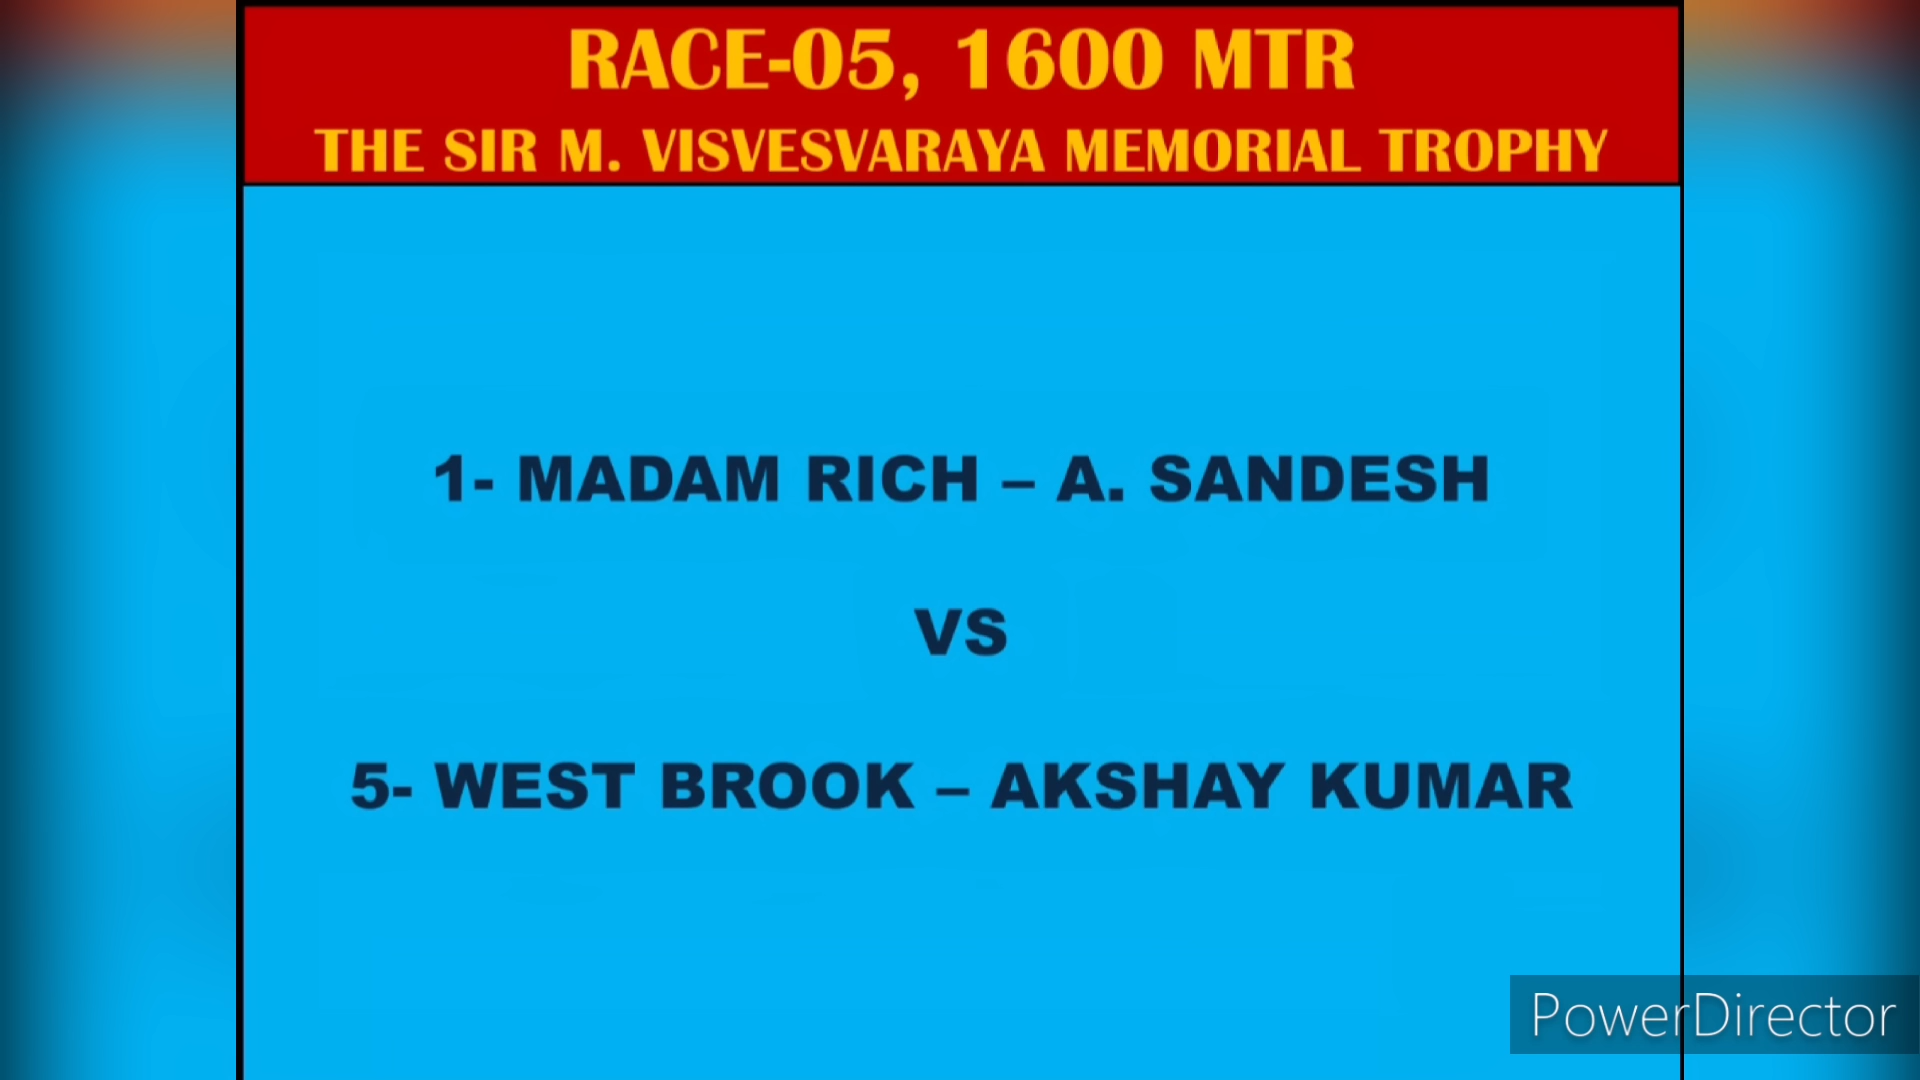 RACE-05, 1600 MTR
THE SIR M. VISVESVARAYA MEMORIAL TROPHY
1- MADAM RICH – A. SANDESH
VS
5- WEST BROOK – AKSHAY KUMAR
PowerDirector